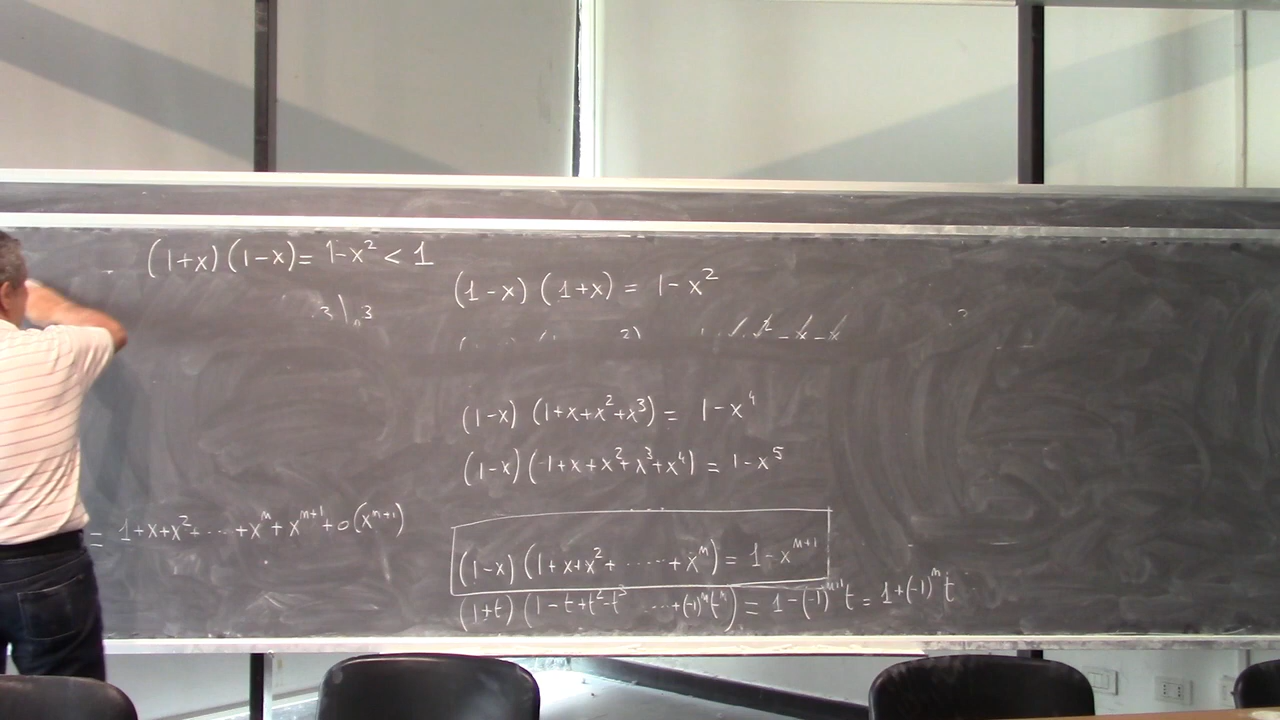 (1+x)(1-x)= 1-x² < 1
(1-x)(1+x) = 1-x²
(1-x)(1+x+x²+x³) = 1-x⁴
(1-x)(1+x+x²+x³+x⁴) = 1-x⁵
= 1+x+x²+ ... +xⁿ+xⁿ⁺¹+o(xⁿ⁺¹)
(1-x)(1+x+x²+ ..... +xⁿ) = 1-xⁿ⁺¹
(1+t)(1-t+t²-t³ .....+(-1)ⁿtⁿ) = 1-(-1)ⁿ⁺¹t = 1+(-1)ⁿt